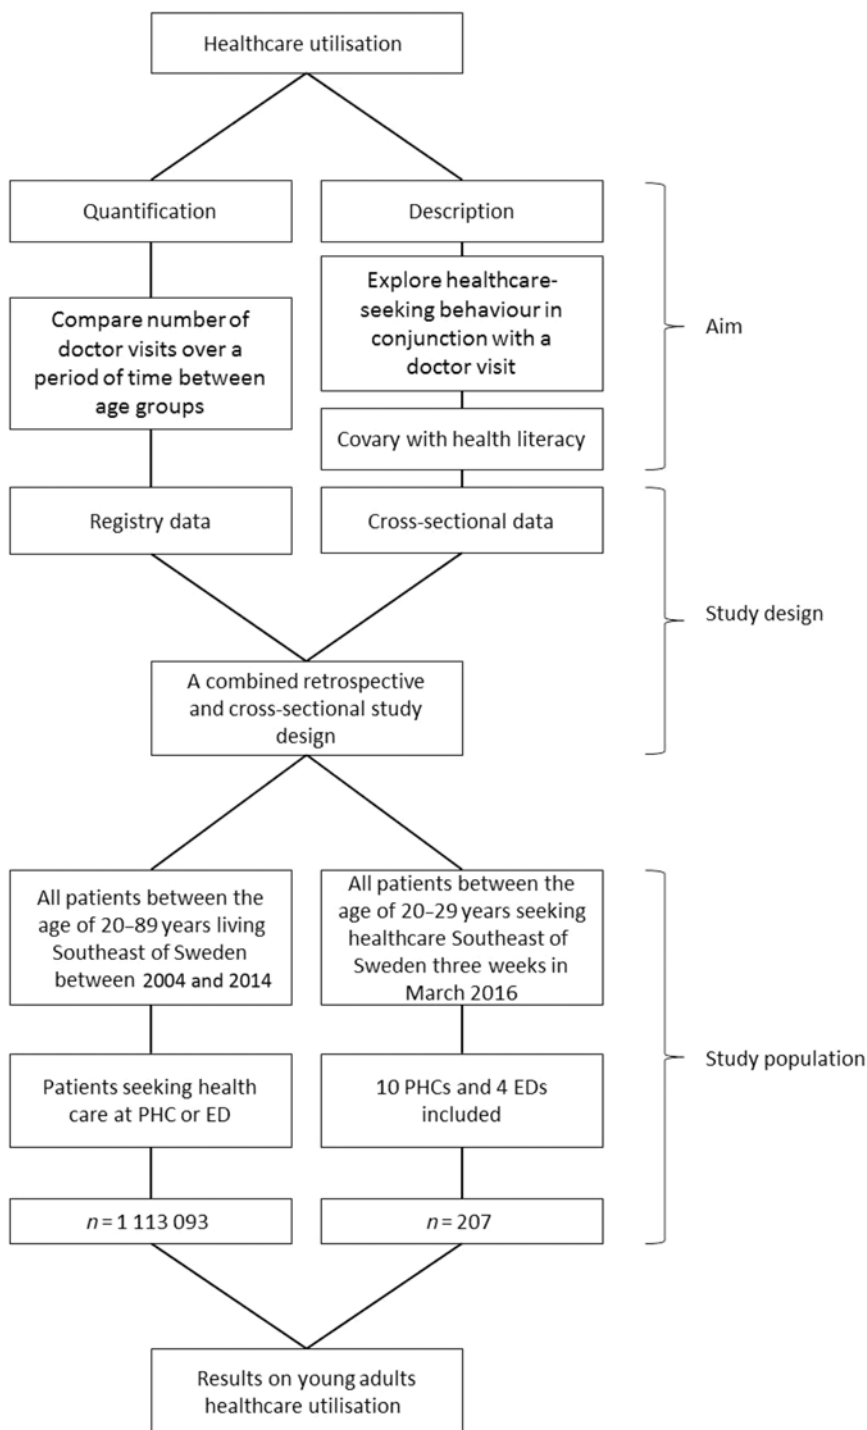 Healthcare utilisation
Quantification
Description
Compare number of
doctor visits over a
period of time between
age groups
Explore healthcare-
seeking behaviour in
conjunction with a
doctor visit
Covary with health literacy
Aim
Registry data
Cross-sectional data
A combined retrospective
and cross-sectional study
design
Study design
All patients between the
age of 20–89 years living
Southeast of Sweden
between 2004 and 2014
All patients between the
age of 20–29 years seeking
healthcare Southeast of
Sweden three weeks in
March 2016
Patients seeking health
care at PHC or ED
10 PHCs and 4 EDs
included
Study population
n = 1 113 093
n = 207
Results on young adults
healthcare utilisation